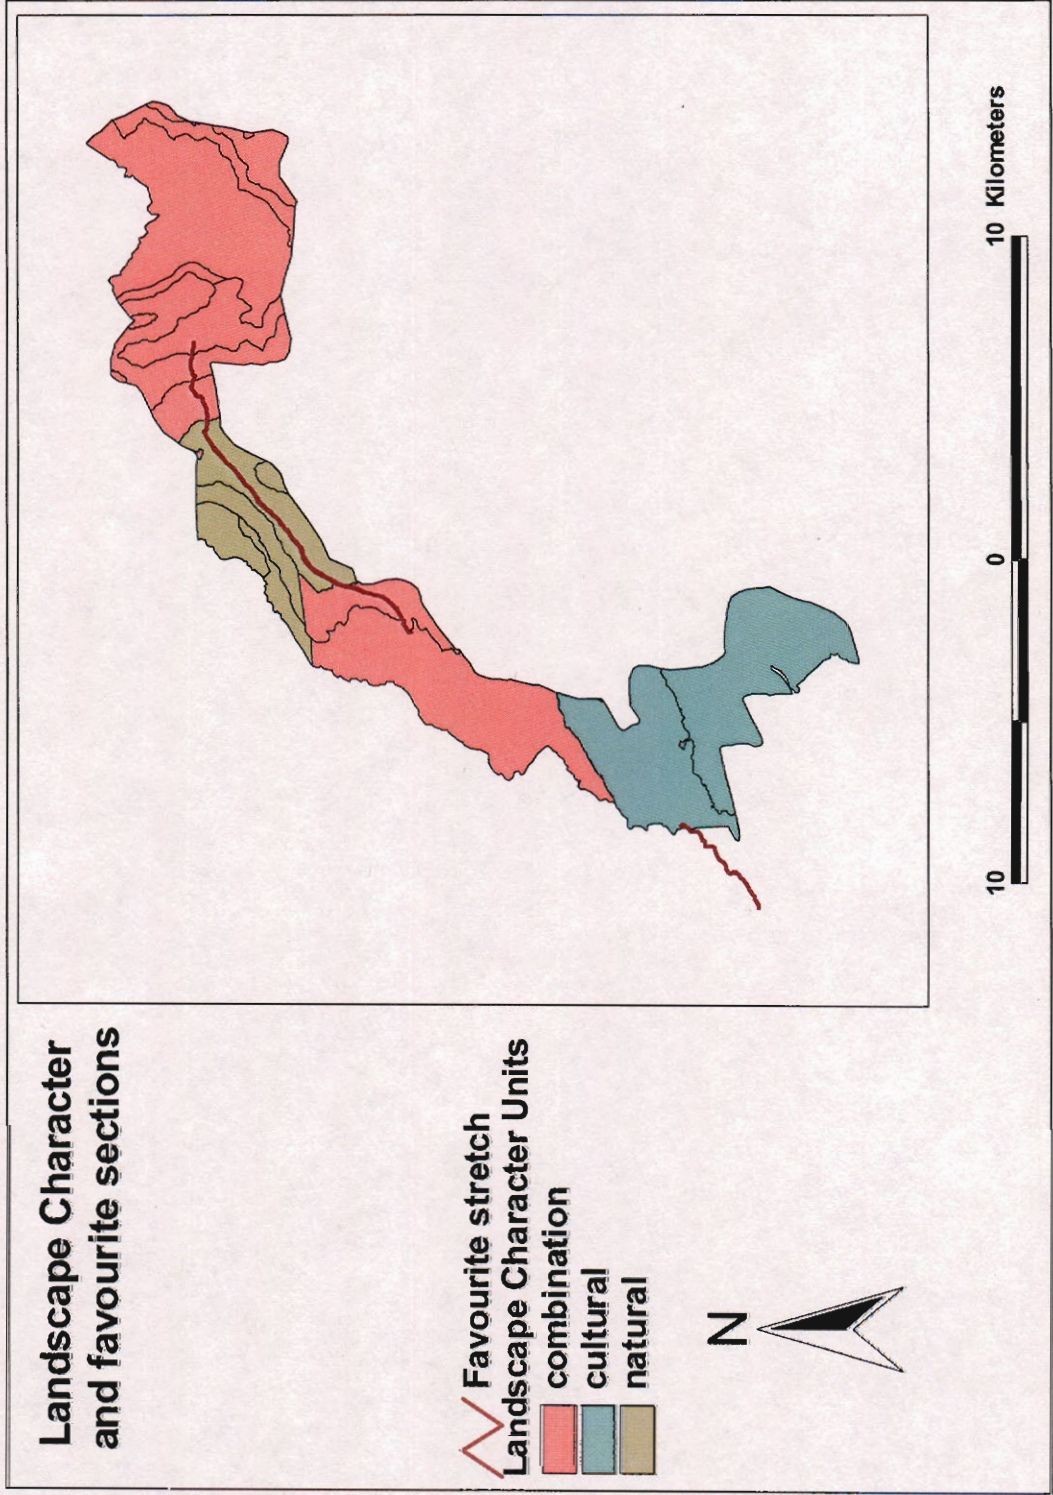 Landscape Character
and favourite sections
Favourite stretch
Landscape Character Units
combination
cultural
natural
N
10 0 10 Kilometers